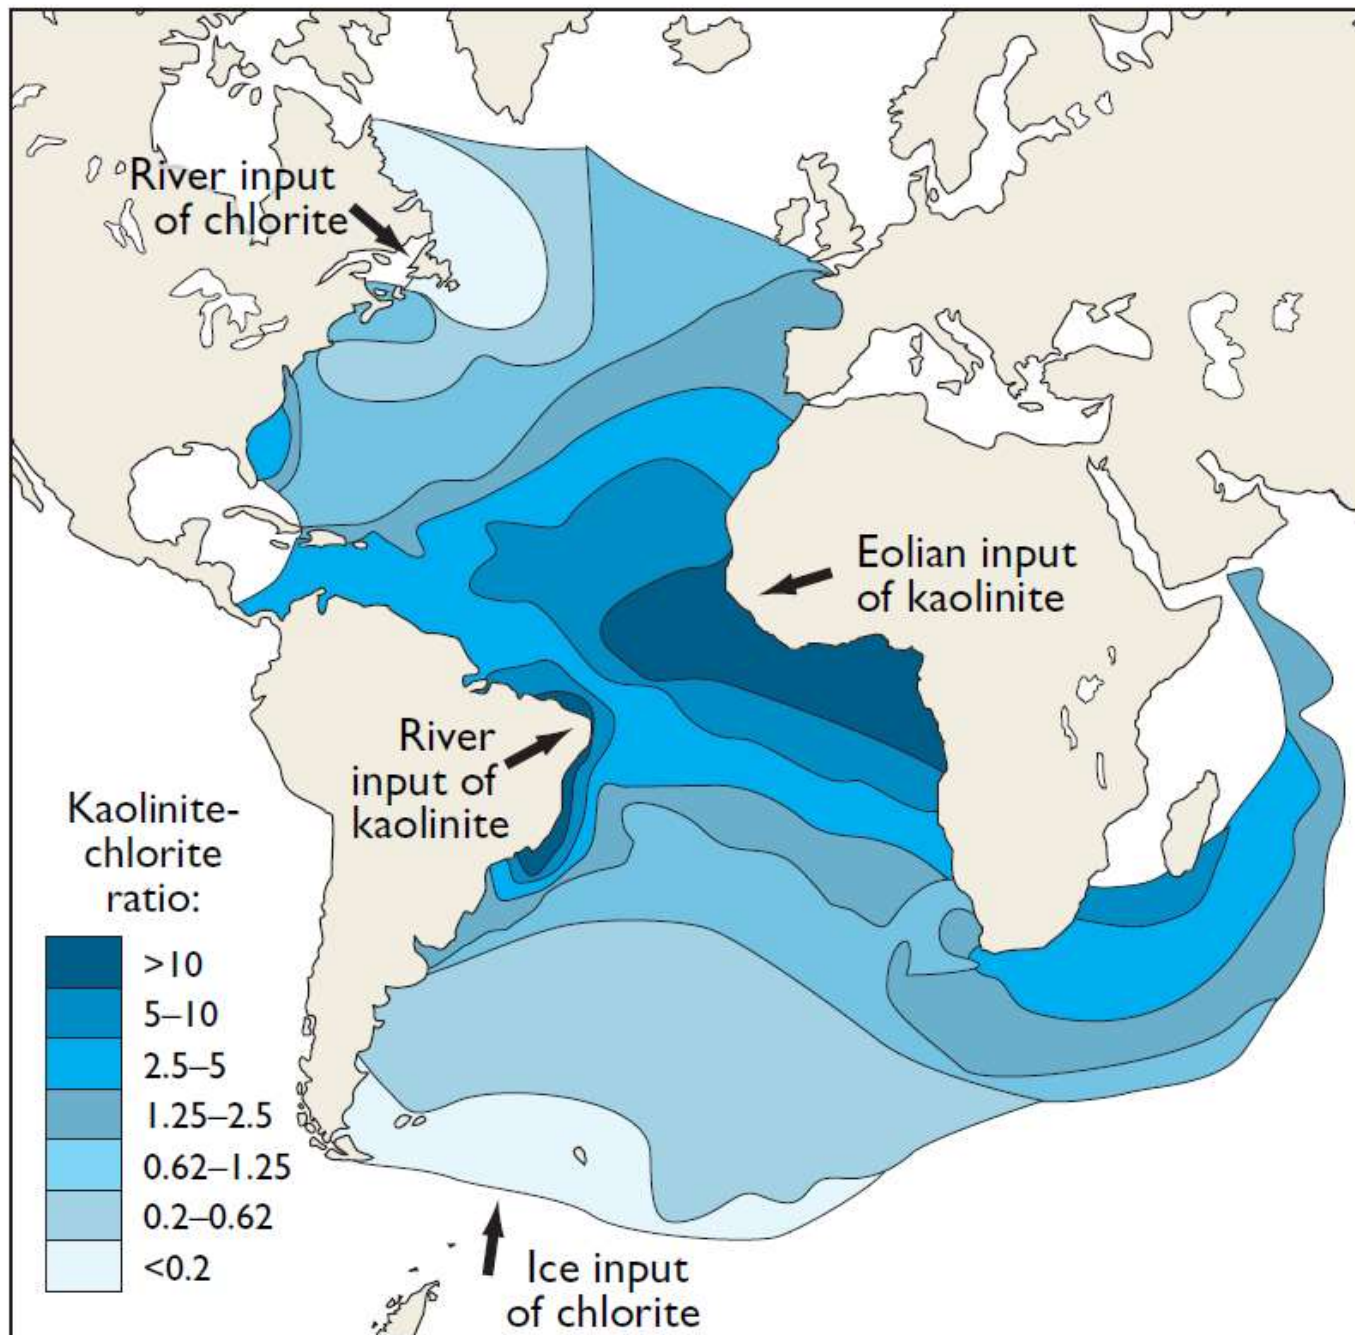 River input
of chlorite
Eolian input
of kaolinite
River
input of
kaolinite
Kaolinite-
chlorite
ratio:
>10
5–10
2.5–5
1.25–2.5
0.62–1.25
0.2–0.62
<0.2
Ice input
of chlorite